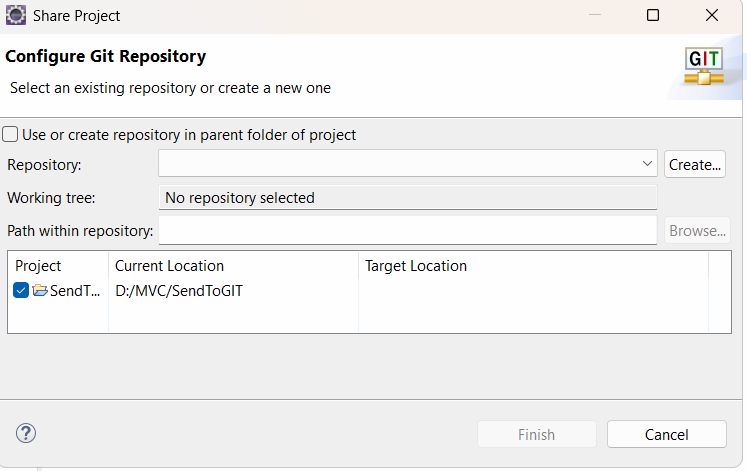 Share Project
Configure Git Repository
Select an existing repository or create a new one
GIT
Use or create repository in parent folder of project
Repository: Create...
Working tree: No repository selected
Path within repository: Browse...
Project Current Location Target Location
SendT... D:/MVC/SendToGIT
? Finish Cancel